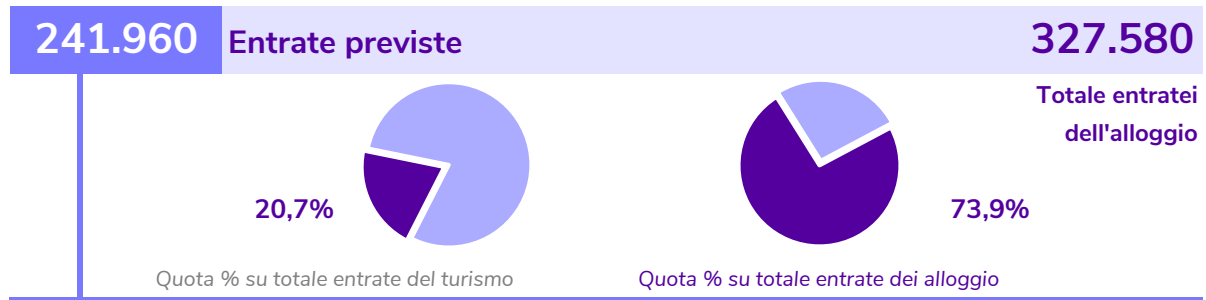 241.960 Entrate previste 327.580
Totale entratei
dell'alloggio
20,7% 73,9%
Quota % su totale entrate del turismo Quota % su totale entrate dei alloggio